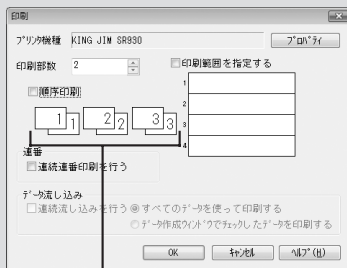 印刷
プリンタ機種 KING JIM SR930 プロパティ
印刷部数 2 印刷範囲を指定する
順序印刷
1
1 1 2 2 3 3
2
3
4
連番
連続連番印刷を行う
データ流し込み
連続流し込みを行う すべてのデータを使って印刷する
データ作成ウィンドウでチェックしたデータを印刷する
OK キャンセル ヘルプ(H)